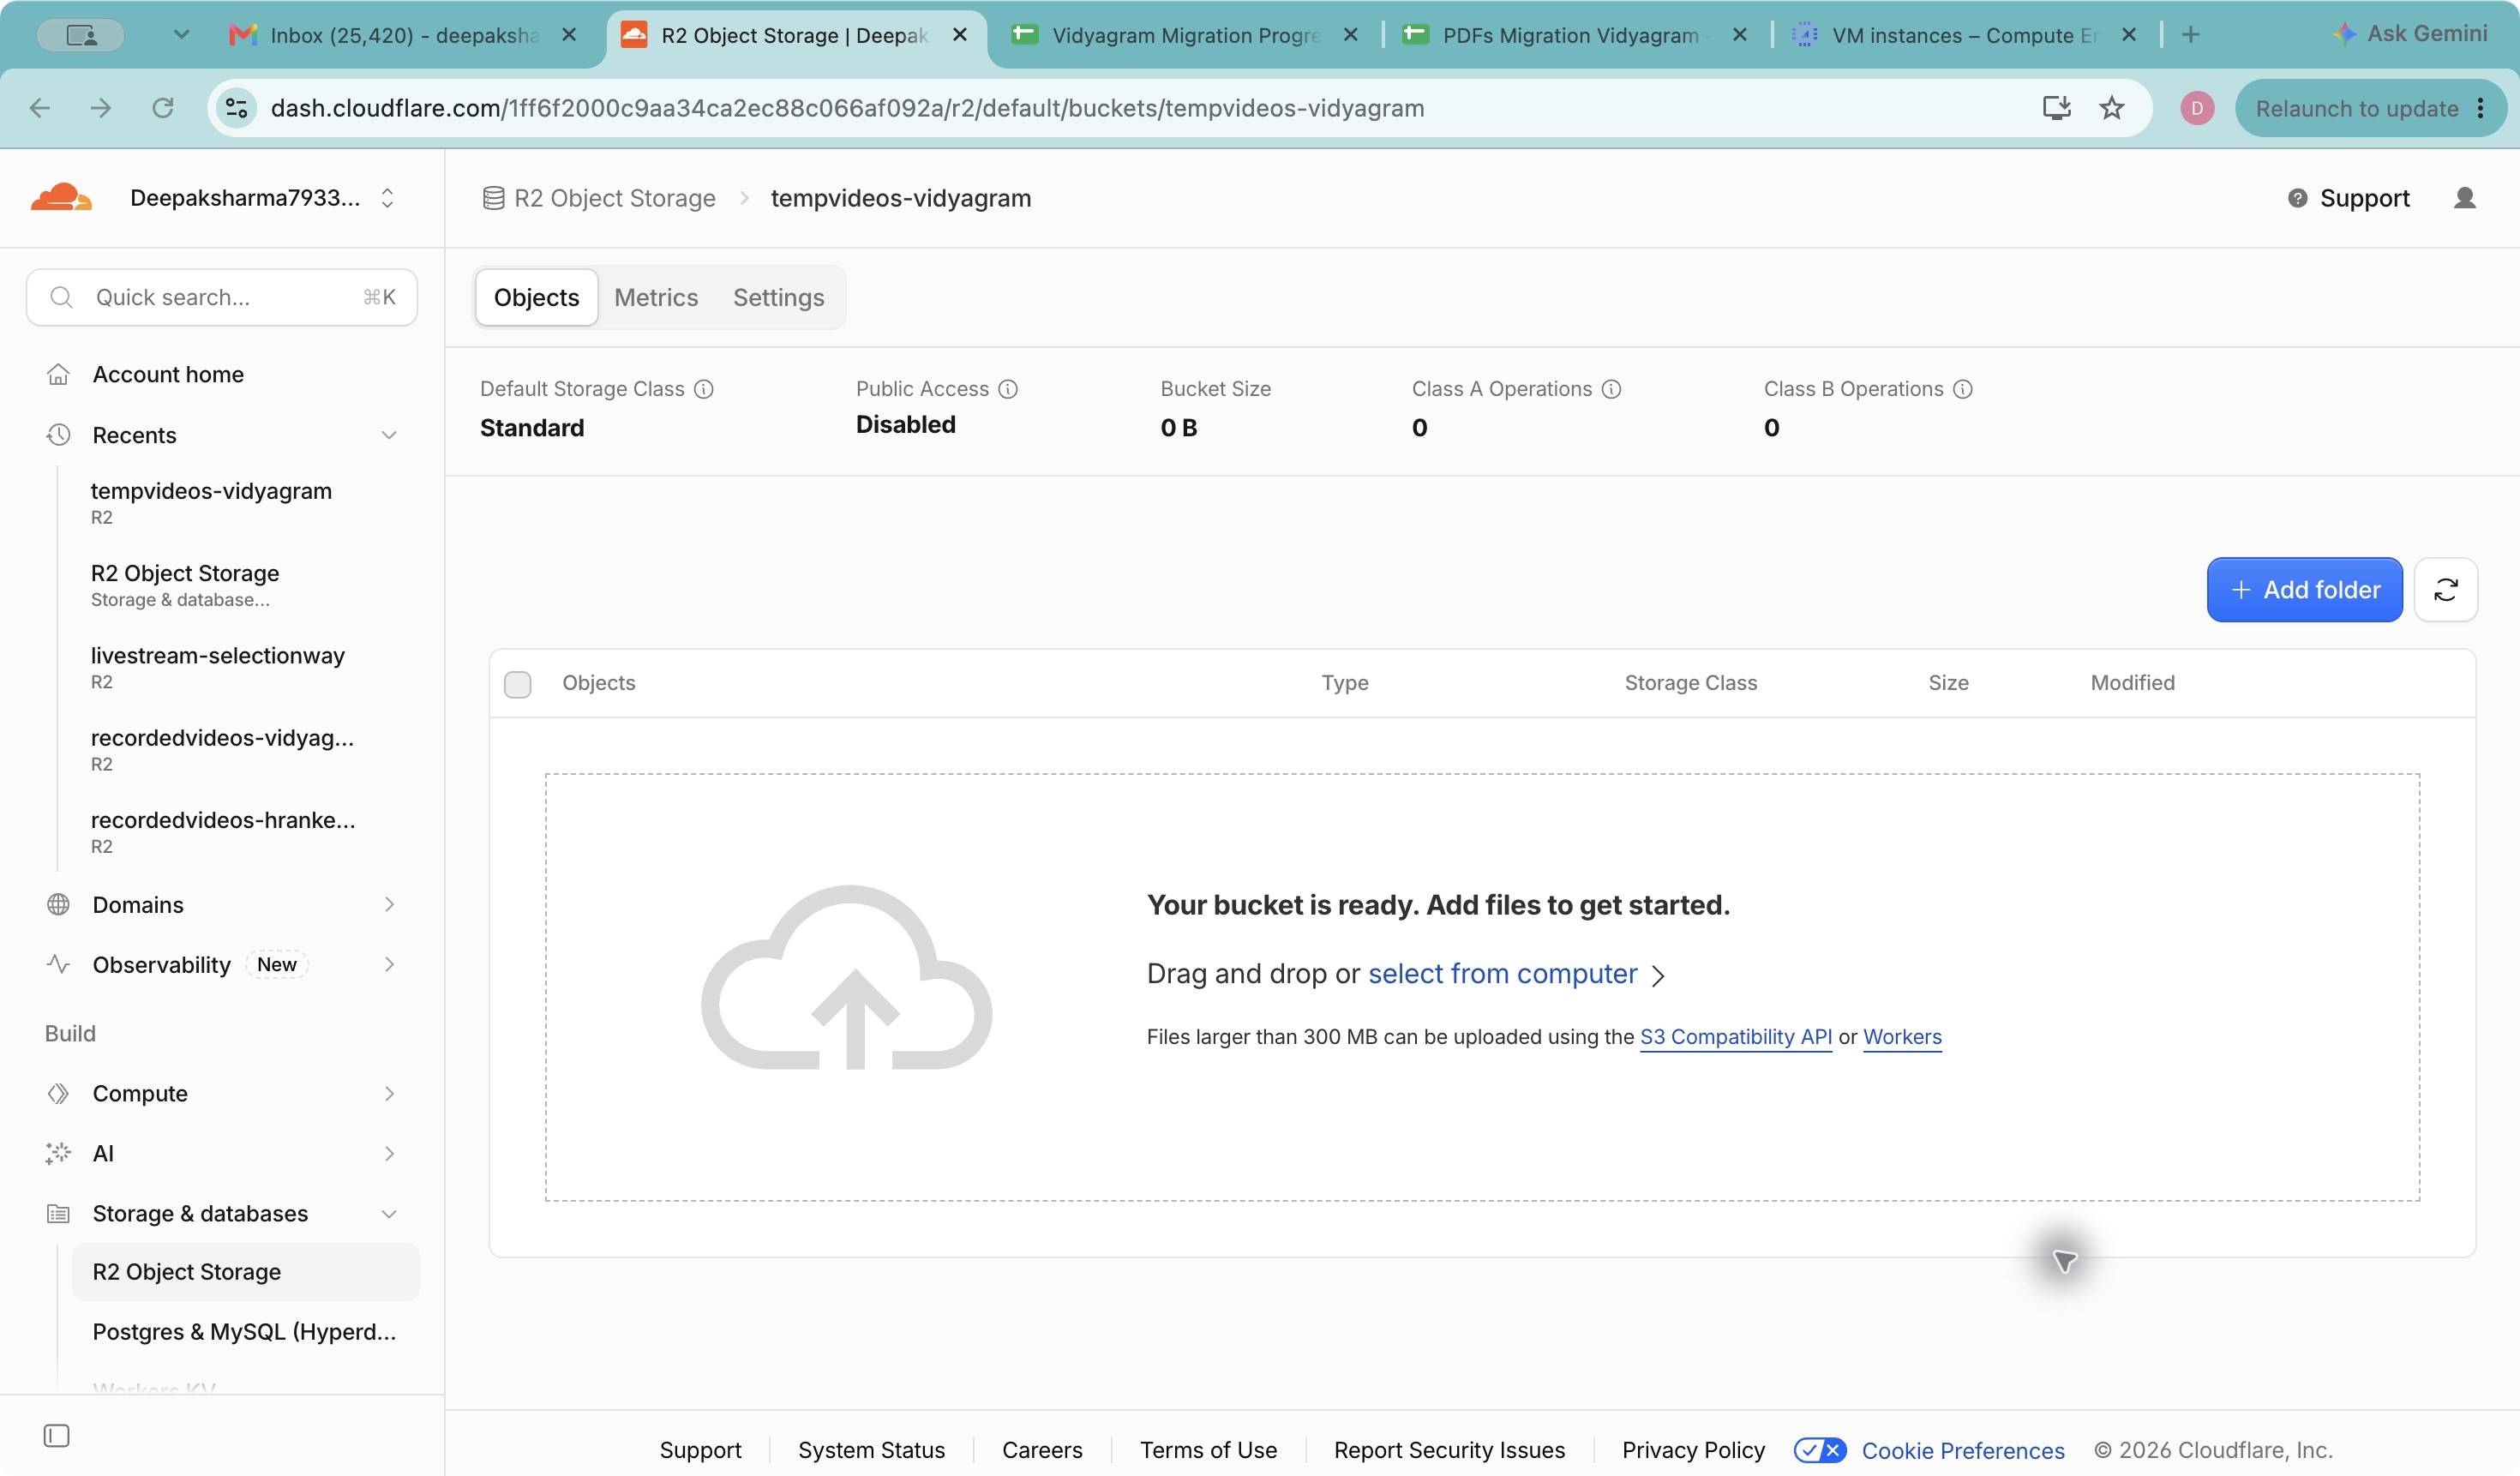 Inbox (25,420) - deepaksha
R2 Object Storage | Deepak
Vidyagram Migration Progre
PDFs Migration Vidyagram -
VM instances – Compute En
Ask Gemini
dash.cloudflare.com/1ff6f2000c9aa34ca2ec88c066af092a/r2/default/buckets/tempvideos-vidyagram
D
Relaunch to update
Deepaksharma7933...
R2 Object Storage
tempvideos-vidyagram
Support
Quick search...
⌘K
Objects
Metrics
Settings
Account home
Recents
tempvideos-vidyagram
R2
R2 Object Storage
Storage & database...
livestream-selectionway
R2
recordedvideos-vidyag...
R2
recordedvideos-hranke...
R2
Domains
Observability
New
Build
Compute
AI
Storage & databases
R2 Object Storage
Postgres & MySQL (Hyperd...
Workers KV
Default Storage Class
Standard
Public Access
Disabled
Bucket Size
0 B
Class A Operations
0
Class B Operations
0
+ Add folder
Objects
Type
Storage Class
Size
Modified
Your bucket is ready. Add files to get started.
Drag and drop or select from computer
Files larger than 300 MB can be uploaded using the S3 Compatibility API or Workers
Support
System Status
Careers
Terms of Use
Report Security Issues
Privacy Policy
Cookie Preferences
© 2026 Cloudflare, Inc.